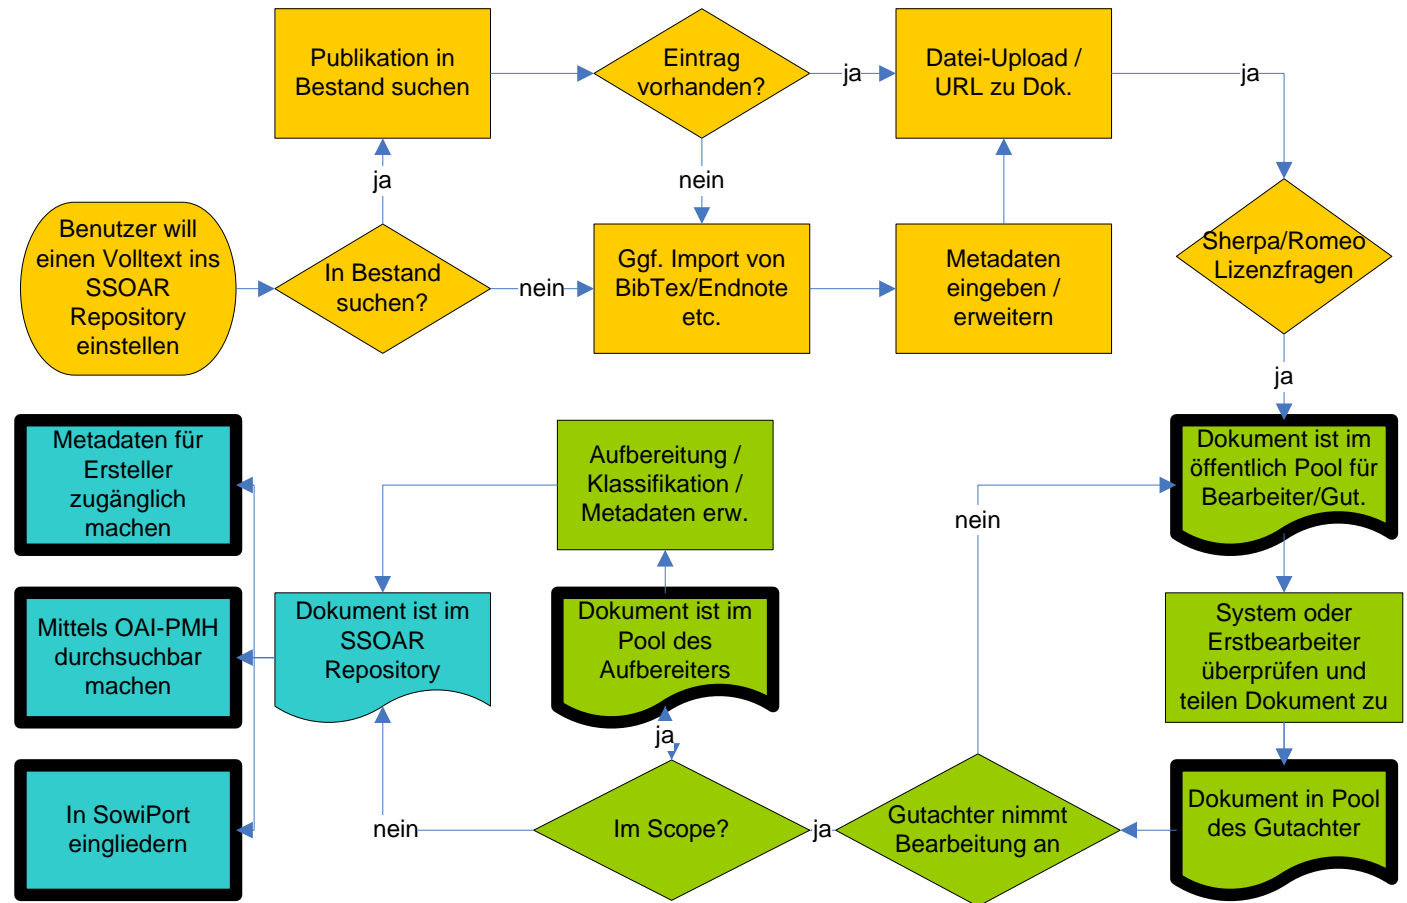 Publikation in
Bestand suchen
Eintrag
vorhanden?
ja
Datei-Upload /
URL zu Dok.
ja
ja
nein
Benutzer will
einen Volltext ins
SSOAR
Repository
einstellen
In Bestand
suchen?
nein
Ggf. Import von
BibTex/Endnote
etc.
Metadaten
eingeben /
erweitern
Sherpa/Romeo
Lizenzfragen
ja
Metadaten für
Ersteller
zugänglich
machen
Aufbereitung /
Klassifikation /
Metadaten erw.
nein
Dokument ist im
öffentlich Pool für
Bearbeiter/Gut.
Mittels OAI-PMH
durchsuchbar
machen
Dokument ist im
SSOAR
Repository
Dokument ist im
Pool des
Aufbereiters
System oder
Erstbearbeiter
überprüfen und
teilen Dokument zu
ja
In SowiPort
eingliedern
nein
Im Scope?
ja
Gutachter nimmt
Bearbeitung an
Dokument in Pool
des Gutachter